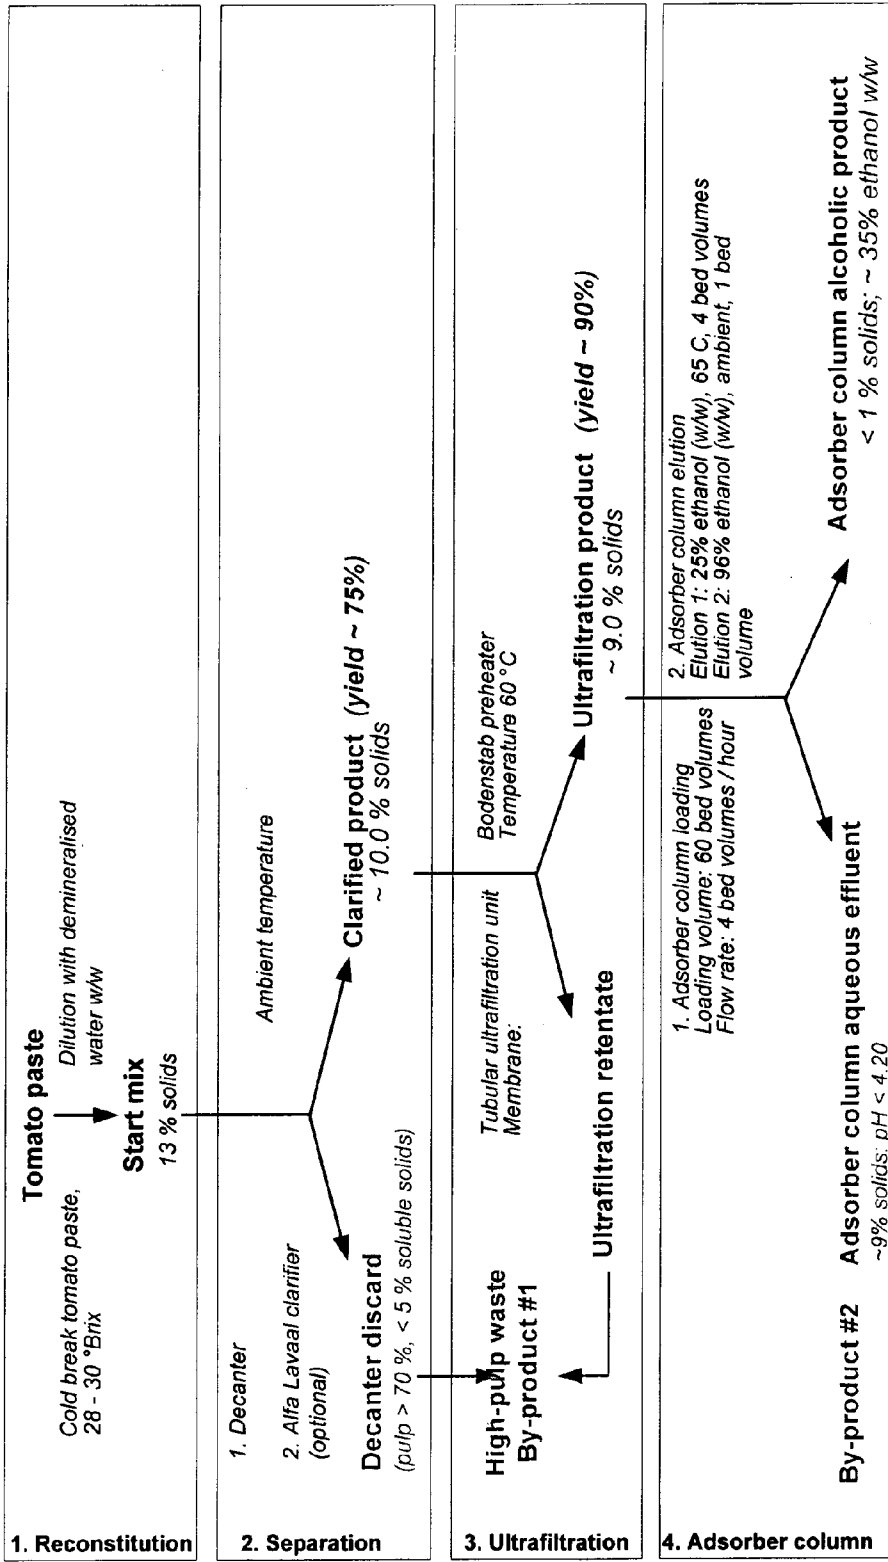 1. Reconstitution
Cold break tomato paste,
28 - 30 °Brix
Tomato paste
Dilution with demineralised
water w/w
Start mix
13 % solids
2. Separation
1. Decanter
2. Alfa Lavaal clarifier
(optional)
Ambient temperature
Decanter discard
(pulp > 70 %, < 5 % soluble solids)
Clarified product (yield ~ 75%)
~ 10.0 % solids
3. Ultrafiltration
High-pulp waste
By-product #1
Tubular ultrafiltration unit
Membrane:
Bodenstab preheater
Temperature 60 °C
Ultrafiltration retentate
Ultrafiltration product (yield ~ 90%)
~ 9.0 % solids
4. Adsorber column
1. Adsorber column loading
Loading volume: 60 bed volumes
Flow rate: 4 bed volumes / hour
2. Adsorber column elution
Elution 1: 25% ethanol (w/w), 65 C, 4 bed volumes
Elution 2: 96% ethanol (w/w), ambient, 1 bed
volume
By-product #2
Adsorber column aqueous effluent
~9% solids; pH < 4.20
Adsorber column alcoholic product
< 1 % solids; ~ 35% ethanol w/w